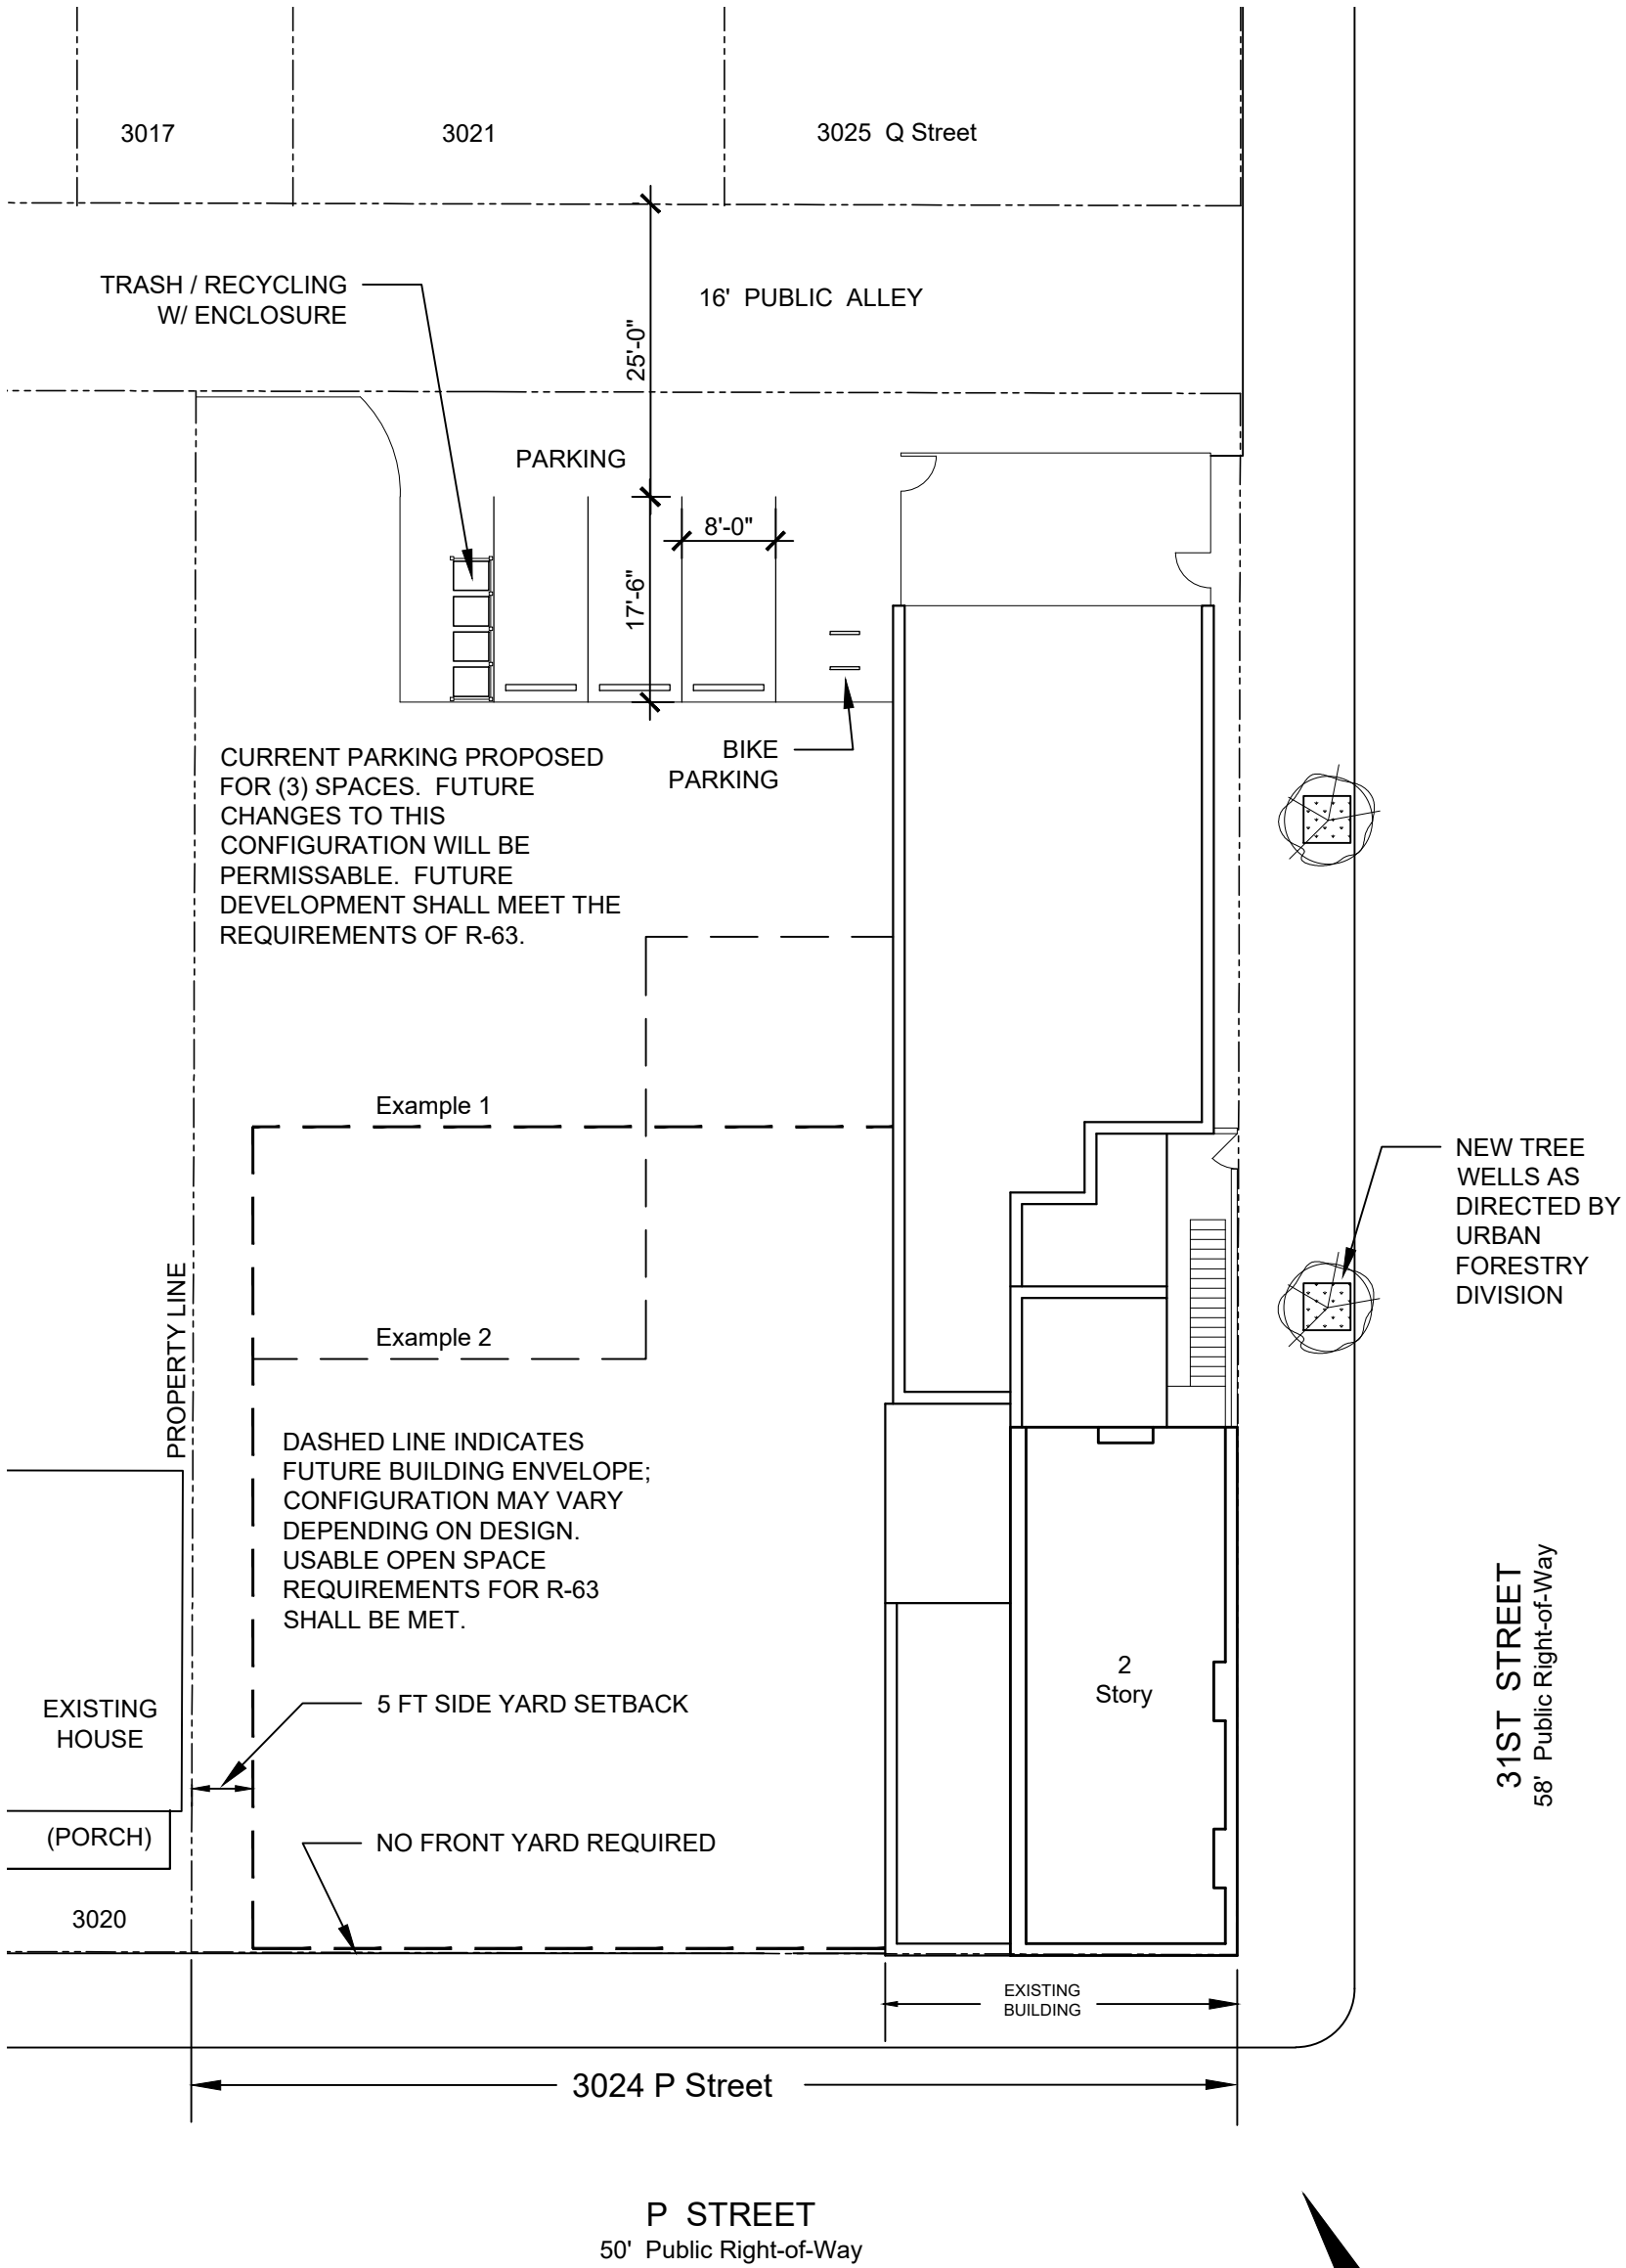 3017
3021
3025 Q Street
TRASH / RECYCLING
W/ ENCLOSURE
16' PUBLIC ALLEY
25'-0"
PARKING
8'-0"
17'-6"
BIKE
PARKING
CURRENT PARKING PROPOSED
FOR (3) SPACES. FUTURE
CHANGES TO THIS
CONFIGURATION WILL BE
PERMISSABLE. FUTURE
DEVELOPMENT SHALL MEET THE
REQUIREMENTS OF R-63.
Example 1
NEW TREE
WELLS AS
DIRECTED BY
URBAN
FORESTRY
DIVISION
PROPERTY LINE
Example 2
DASHED LINE INDICATES
FUTURE BUILDING ENVELOPE;
CONFIGURATION MAY VARY
DEPENDING ON DESIGN.
USABLE OPEN SPACE
REQUIREMENTS FOR R-63
SHALL BE MET.
2
Story
31ST STREET
58' Public Right-of-Way
EXISTING
HOUSE
5 FT SIDE YARD SETBACK
(PORCH)
NO FRONT YARD REQUIRED
3020
EXISTING
BUILDING
3024 P Street
P STREET
50' Public Right-of-Way